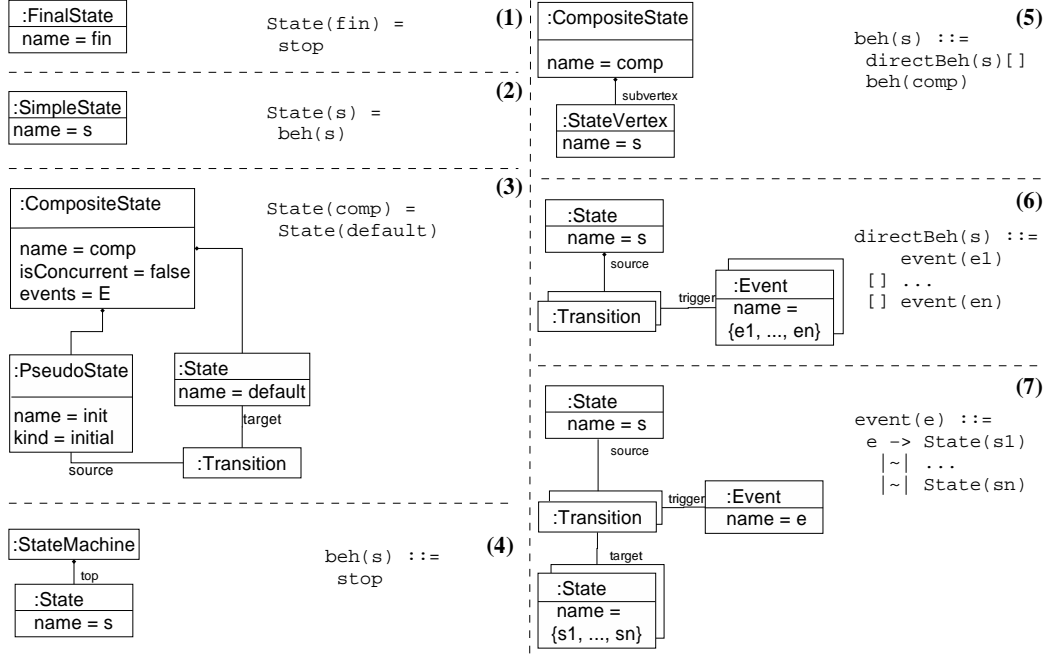 (1)
:FinalState
name = fin
State(fin) =
stop
(2)
:SimpleState
name = s
State(s) =
beh(s)
(3)
:CompositeState
name = comp
isConcurrent = false
events = E
State(comp) =
State(default)
:PseudoState
name = init
kind = initial
:State
name = default
target
source
:Transition
(4)
:StateMachine
top
:State
name = s
beh(s) ::=
stop
(5)
:CompositeState
name = comp
subvertex
:StateVertex
name = s
beh(s) ::=
directBeh(s)[]
beh(comp)
(6)
:State
name = s
source
:Transition
trigger
:Event
name =
{e1, ..., en}
directBeh(s) ::=
event(e1)
[] ...
[] event(en)
(7)
:State
name = s
source
:Transition
trigger
:Event
name = e
target
:State
name =
{s1, ..., sn}
event(e) ::=
e -> State(s1)
|~| ...
|~| State(sn)